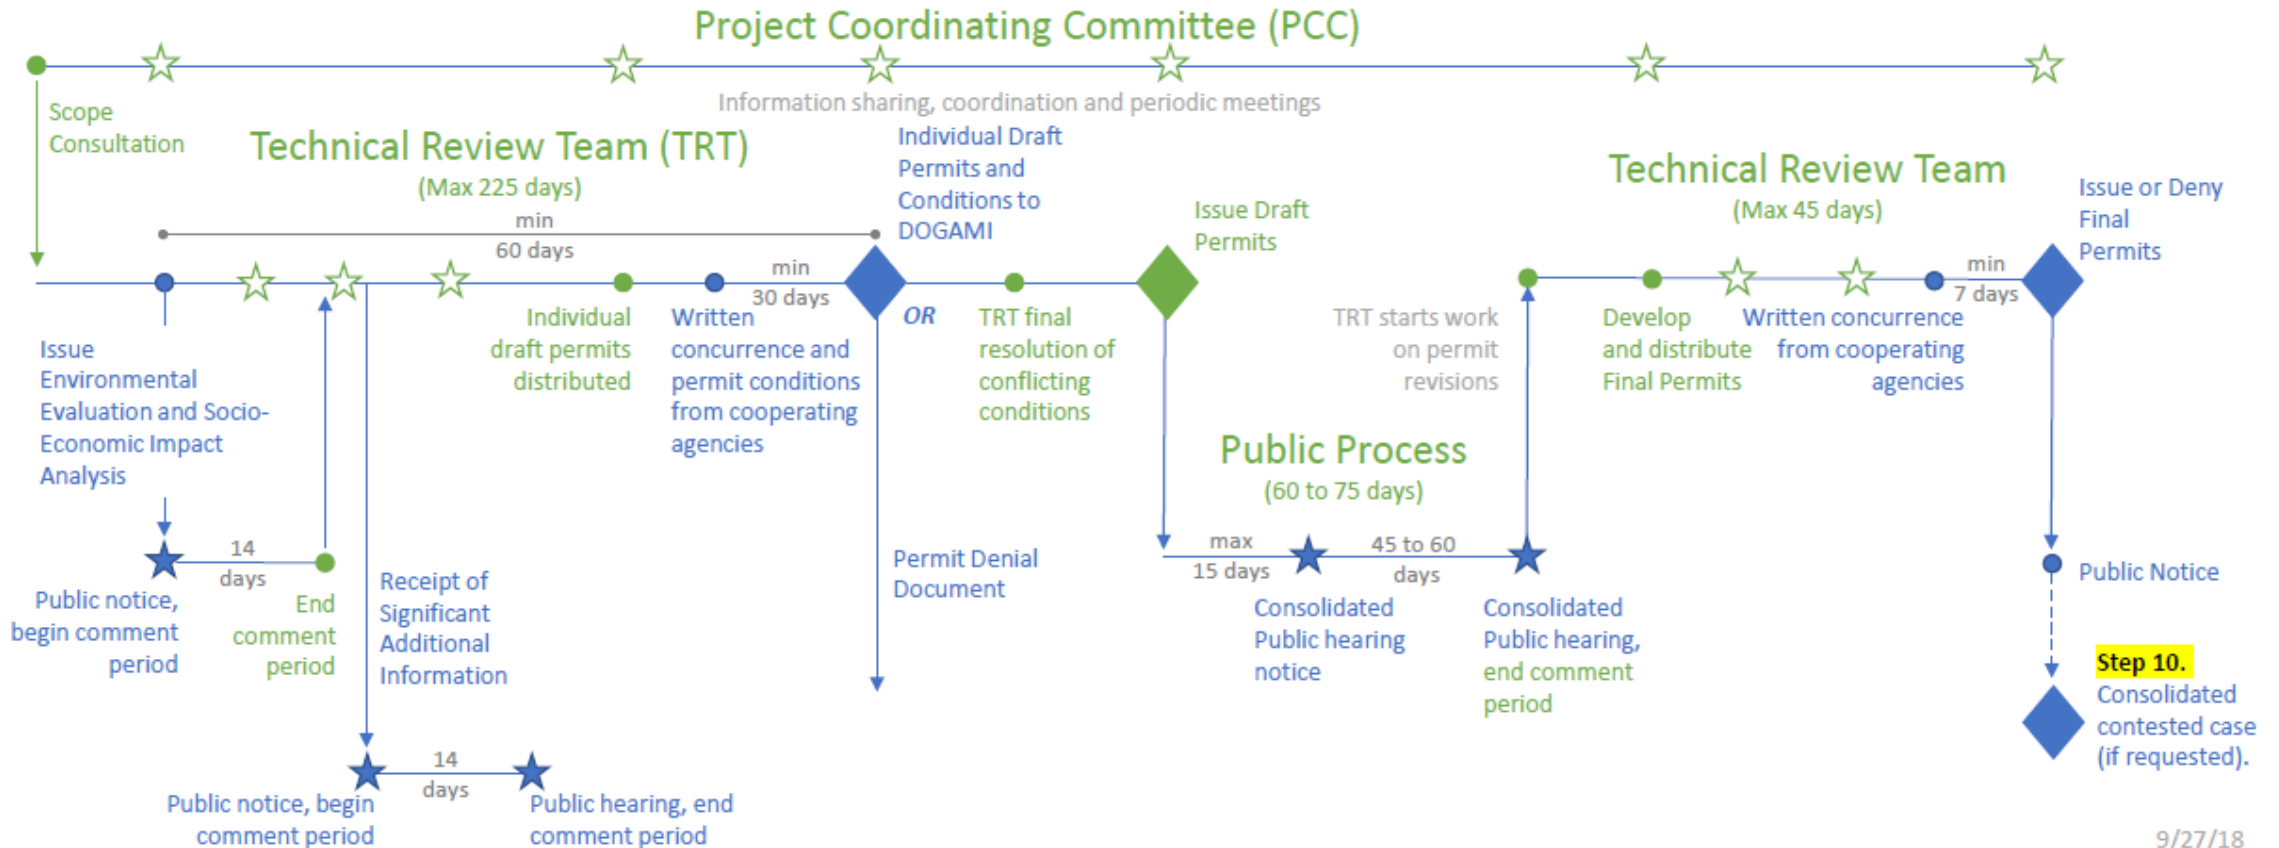 Project Coordinating Committee (PCC)
Information sharing, coordination and periodic meetings
Scope
Consultation
Technical Review Team (TRT)
(Max 225 days)
min
60 days
Individual Draft
Permits and
Conditions to
DOGAMI
Issue Draft
Permits
Technical Review Team
(Max 45 days)
Issue or Deny
Final
Permits
min
30 days
min
7 days
Issue
Environmental
Evaluation and Socio-
Economic Impact
Analysis
Individual
draft permits
distributed
Written
concurrence and
permit conditions
from cooperating
agencies
OR
TRT final
resolution of
conflicting
conditions
TRT starts work
on permit
revisions
Develop
and distribute
Final Permits
Written concurrence
from cooperating
agencies
Public Process
(60 to 75 days)
14
days
Public notice,
begin comment
period
End
comment
period
Receipt of
Significant
Additional
Information
Permit Denial
Document
max
15 days
45 to 60
days
Consolidated
Public hearing
notice
Consolidated
Public hearing,
end comment
period
Public Notice
Step 10.
Consolidated
contested case
(if requested).
14
days
Public notice, begin
comment period
Public hearing, end
comment period
9/27/18